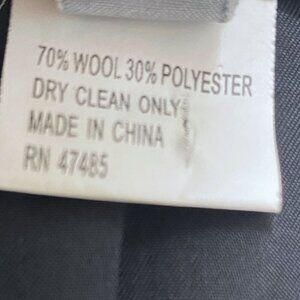 70% WOOL 30% POLYESTER
DRY CLEAN ONLY
MADE IN CHINA
RN 47485